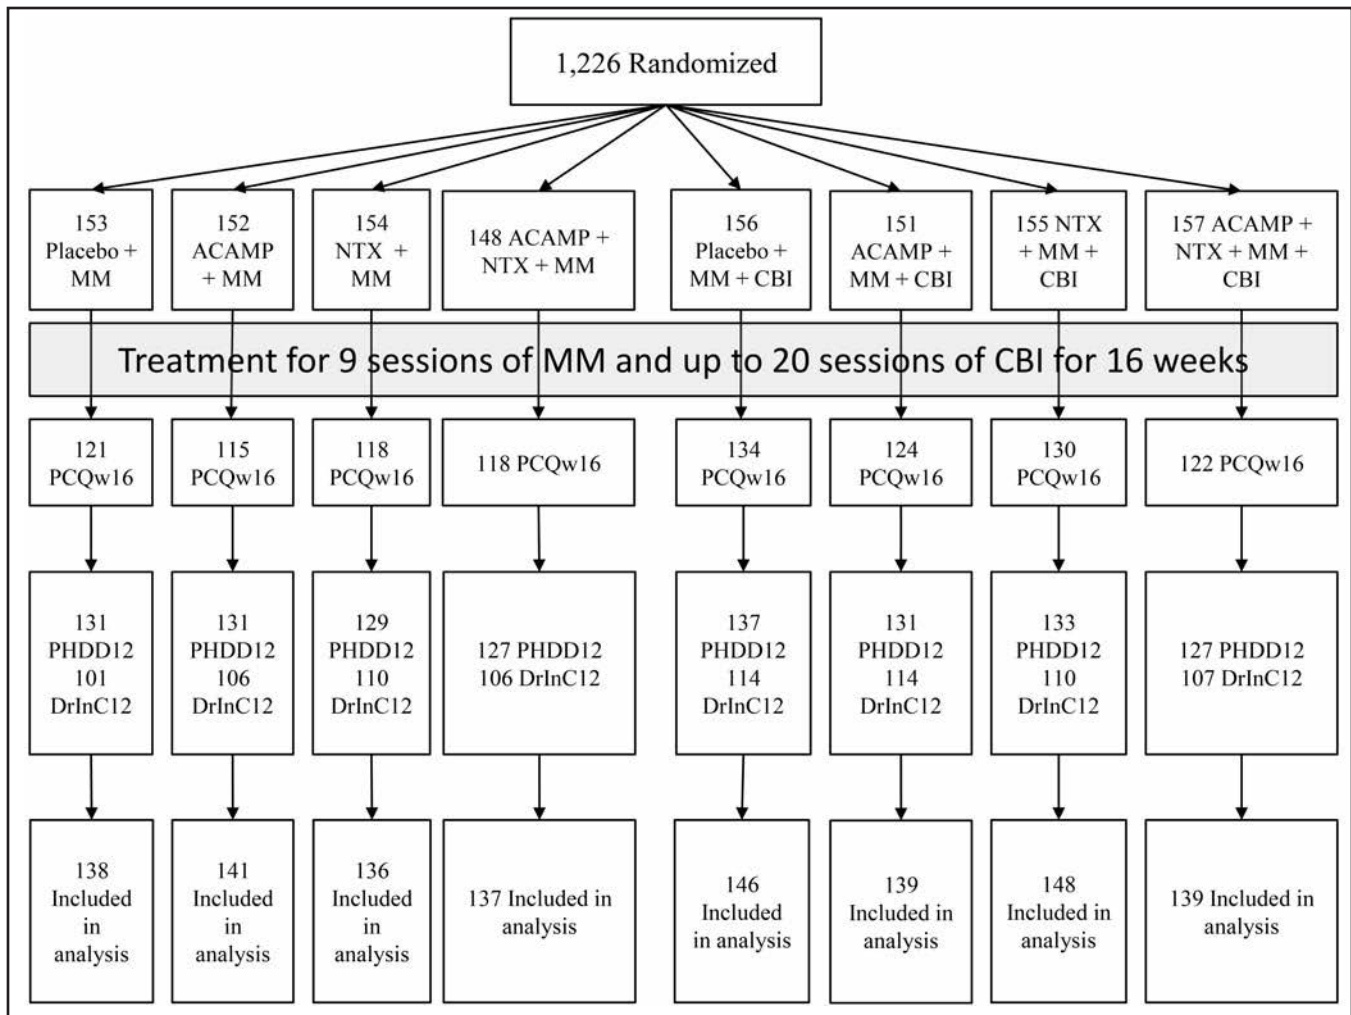 1,226 Randomized
153
Placebo +
MM
152
ACAMP
+ MM
154
NTX +
MM
148 ACAMP +
NTX + MM
156
Placebo +
MM + CBI
151
ACAMP +
MM + CBI
155 NTX
+ MM +
CBI
157 ACAMP +
NTX + MM +
CBI
Treatment for 9 sessions of MM and up to 20 sessions of CBI for 16 weeks
121
PCQw16
115
PCQw16
118
PCQw16
118 PCQw16
134
PCQw16
124
PCQw16
130
PCQw16
122 PCQw16
131
PHDD12
101
DrInC12
131
PHDD12
106
DrInC12
129
PHDD12
110
DrInC12
127 PHDD12
106 DrInC12
137
PHDD12
114
DrInC12
131
PHDD12
114
DrInC12
133
PHDD12
110
DrInC12
127 PHDD12
107 DrInC12
138
Included
in
analysis
141
Included
in
analysis
136
Included
in
analysis
137 Included in
analysis
146
Included
in analysis
139
Included in
analysis
148
Included in
analysis
139 Included in
analysis